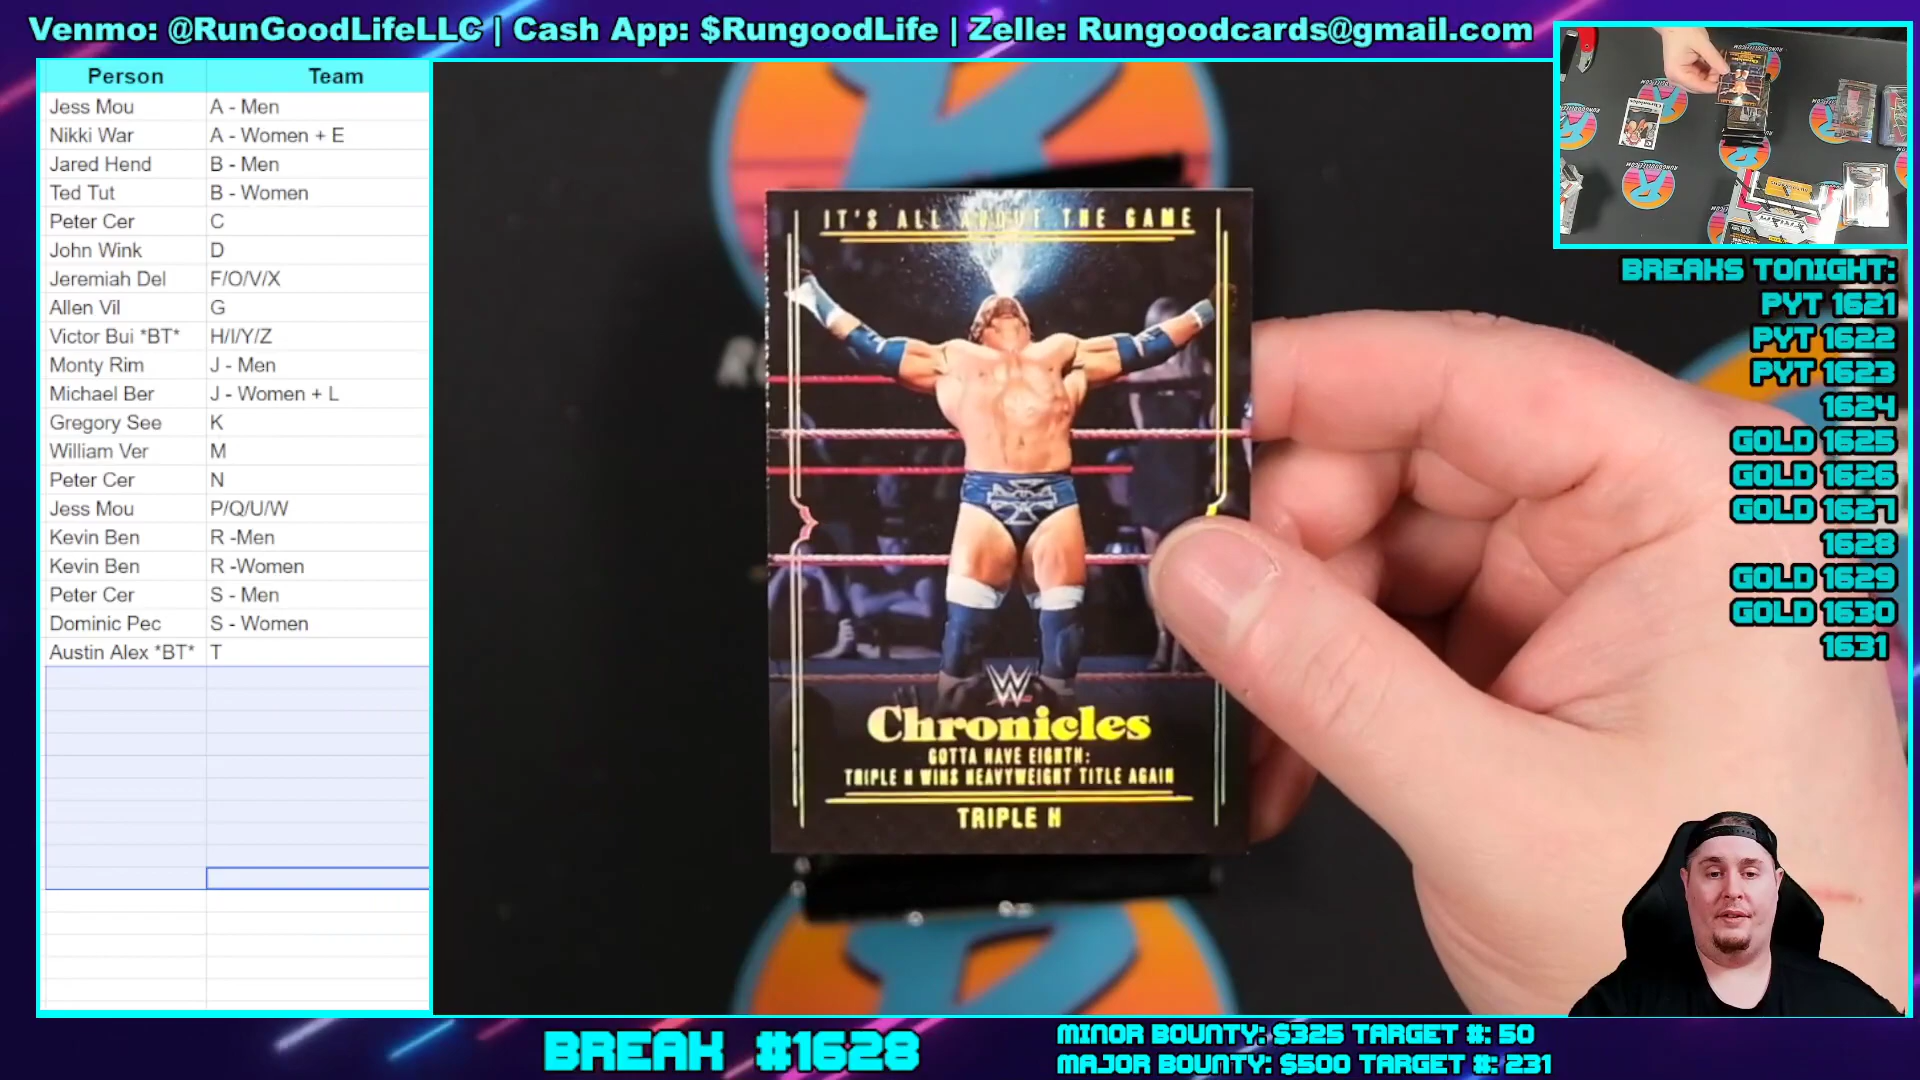 Venmo: @RunGoodLifeLLC | Cash App: $RungoodLife | Zelle: Rungoodcards@gmail.com
Person Team
Jess Mou A - Men
Nikki War A - Women + E
Jared Hend B - Men
Ted Tut B - Women
Peter Cer C
John Wink D
Jeremiah Del F/O/V/X
Allen Vil G
Victor Bui *BT* H/I/Y/Z
Monty Rim J - Men
Michael Ber J - Women + L
Gregory See K
William Ver M
Peter Cer N
Jess Mou P/Q/U/W
Kevin Ben R -Men
Kevin Ben R -Women
Peter Cer S - Men
Dominic Pec S - Women
Austin Alex *BT* T
IT'S ALL ABOUT THE GAME
W
Chronicles
GOTTA HAVE EIGHTH:
TRIPLE H WINS HEAVYWEIGHT TITLE AGAIN
TRIPLE H
BREAKS TONIGHT:
PYT 1621
PYT 1622
PYT 1623
1624
GOLD 1625
GOLD 1626
GOLD 1627
1628
GOLD 1629
GOLD 1630
1631
BREAK #1628
MINOR BOUNTY: $325 TARGET #: 50
MAJOR BOUNTY: $500 TARGET #: 231